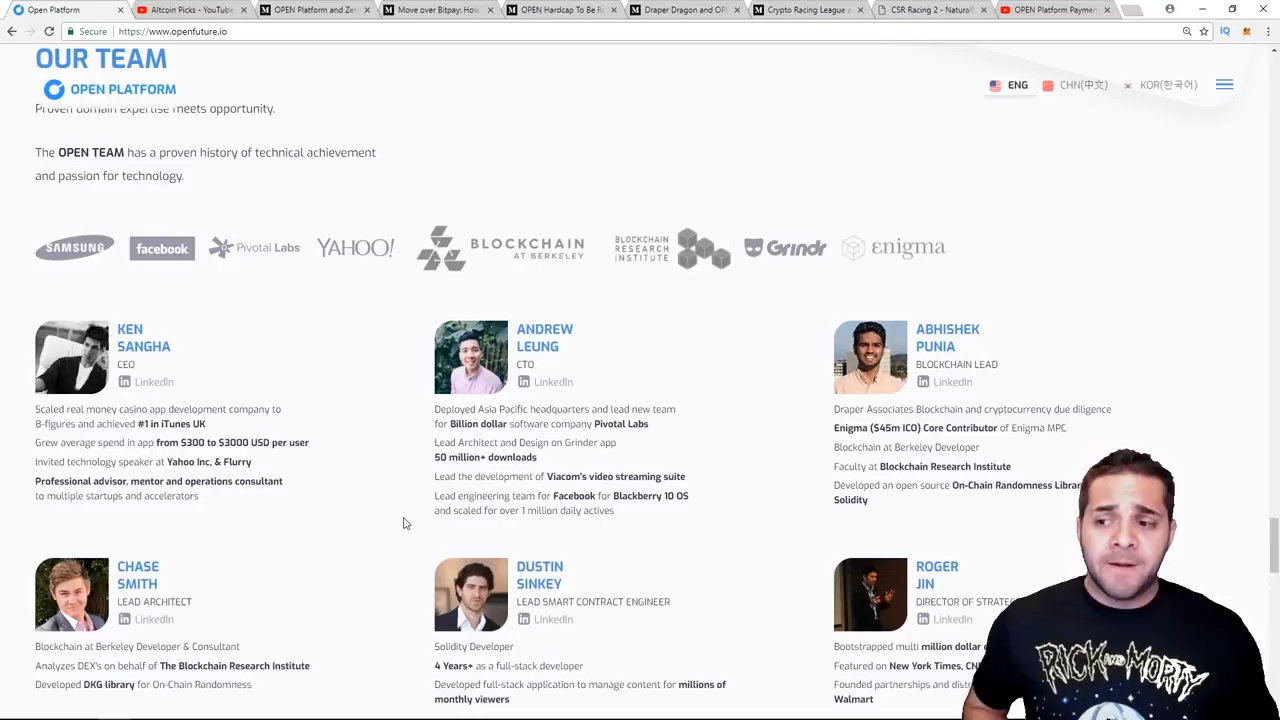 Open Platform
Altcoin Picks - YouTube
OPEN Platform and Ze
Move over Bitpay: How
OPEN Hardcap To Be R
Draper Dragon and OP
Crypto Racing League
CSR Racing 2 - Natural
OPEN Platform Paymen
Secure
https://www.openfuture.io
IQ
OUR TEAM
OPEN PLATFORM
ENG
CHN(中文)
KOR(한국어)
Proven domain expertise meets opportunity.
The OPEN TEAM has a proven history of technical achievement
and passion for technology.
SAMSUNG
facebook
Pivotal Labs
YAHOO!
BLOCKCHAIN
AT BERKELEY
BLOCKCHAIN
RESEARCH
INSTITUTE
Grindr
enigma
KEN
SANGHA
CEO
LinkedIn
Scaled real money casino app development company to
8-figures and achieved #1 in iTunes UK
Grew average spend in app from $300 to $3000 USD per user
Invited technology speaker at Yahoo Inc, & Flurry
Professional advisor, mentor and operations consultant
to multiple startups and accelerators
ANDREW
LEUNG
CTO
LinkedIn
Deployed Asia Pacific headquarters and lead new team
for Billion dollar software company Pivotal Labs
Lead Architect and Design on Grinder app
50 million+ downloads
Lead the development of Viacom's video streaming suite
Lead engineering team for Facebook for Blackberry 10 OS
and scaled for over 1 million daily actives
ABHISHEK
PUNIA
BLOCKCHAIN LEAD
LinkedIn
Draper Associates Blockchain and cryptocurrency due diligence
Enigma ($45m ICO) Core Contributor of Enigma MPC
Blockchain at Berkeley Developer
Faculty at Blockchain Research Institute
Developed an open source On-Chain Randomness Librar
Solidity
CHASE
SMITH
LEAD ARCHITECT
LinkedIn
Blockchain at Berkeley Developer & Consultant
Analyzes DEX's on behalf of The Blockchain Research Institute
Developed DKG library for On-Chain Randomness
DUSTIN
SINKEY
LEAD SMART CONTRACT ENGINEER
LinkedIn
Solidity Developer
4 Years+ as a full-stack developer
Developed full-stack application to manage content for millions of
monthly viewers
ROGER
JIN
DIRECTOR OF STRATE
LinkedIn
Bootstrapped multi million dollar
Featured on New York Times, CN
Founded partnerships and distr
Walmart
RICK AND MORTY